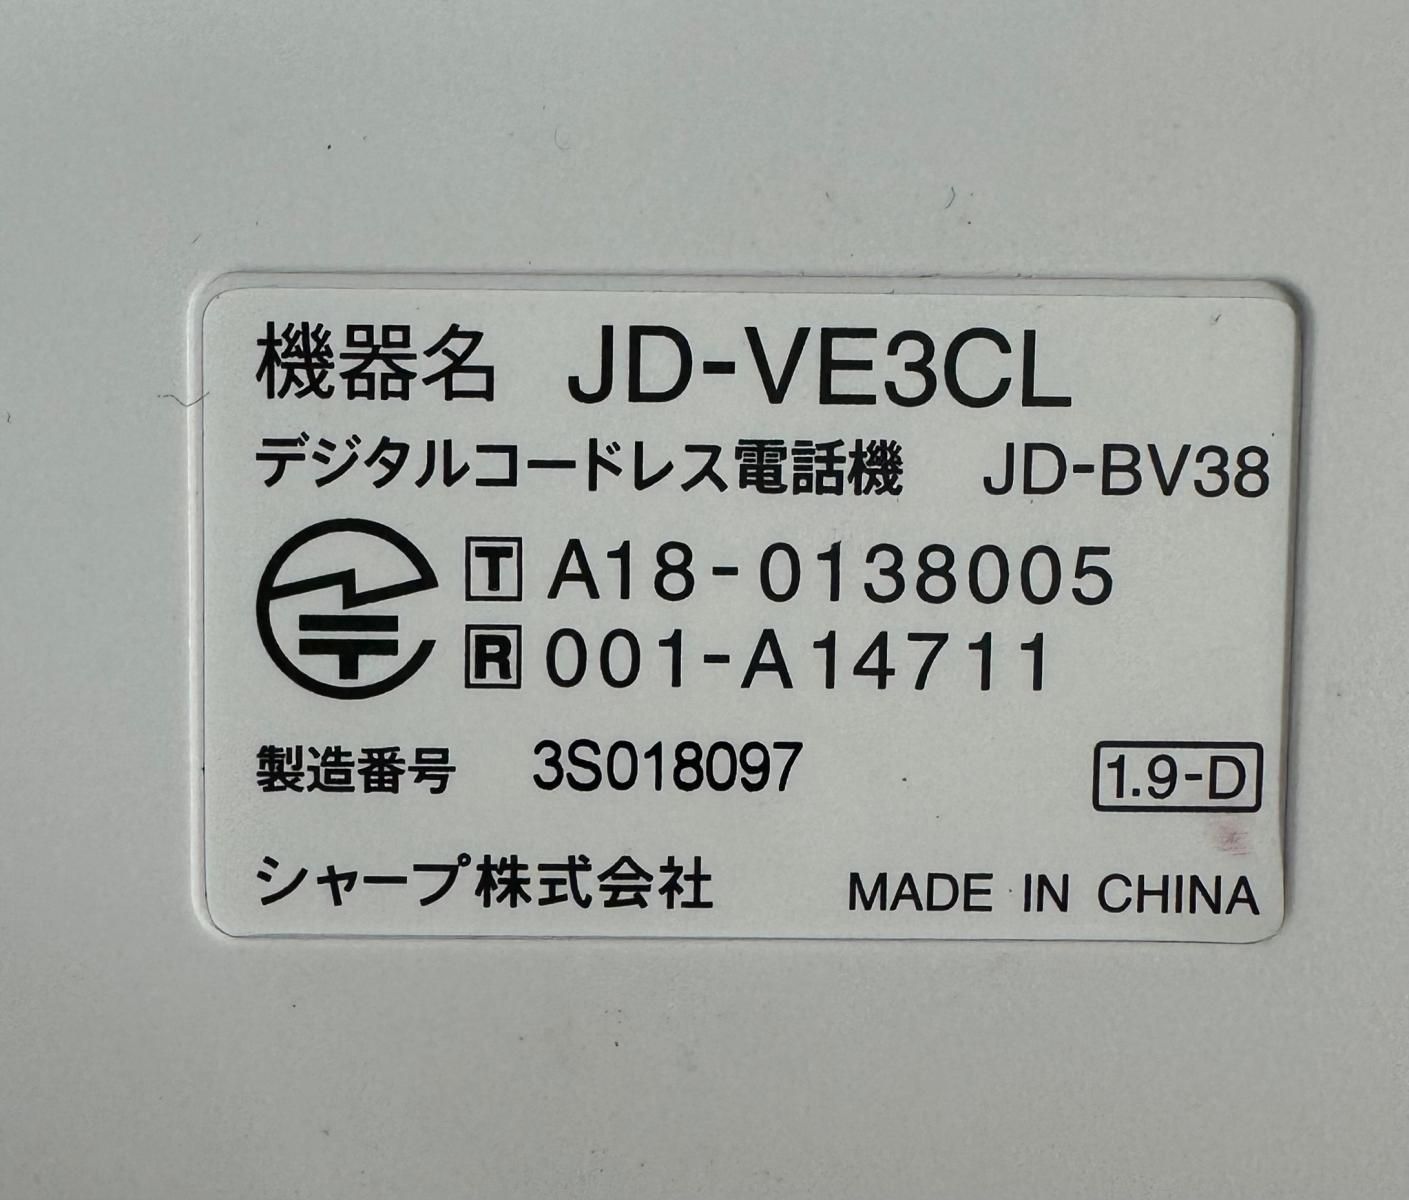 機器名 JD-VE3CL
デジタルコードレス電話機 JD-BV38
T A18-0138005
R 001-A14711
製造番号 3S018097 1.9-D
シャープ株式会社 MADE IN CHINA